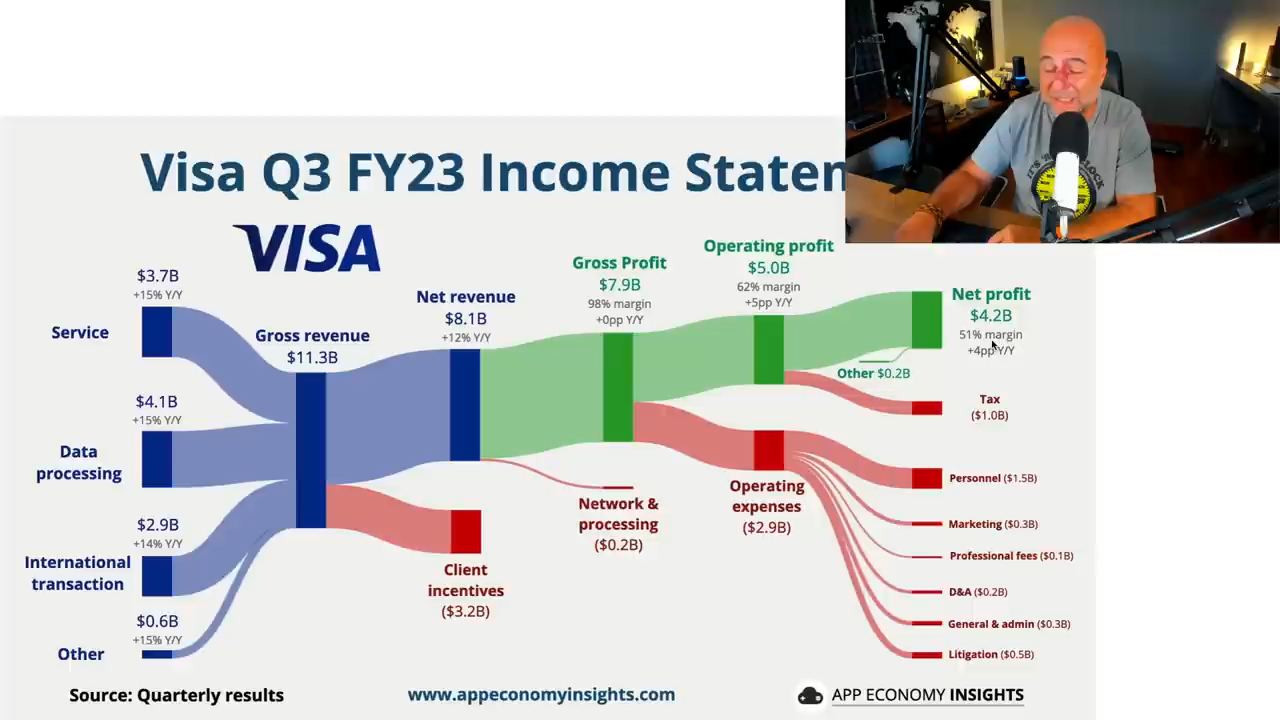 Visa Q3 FY23 Income Staten
VISA
$3.7B
+15% Y/Y
Service
$4.1B
+15% Y/Y
Data
processing
$2.9B
+14% Y/Y
International
transaction
$0.6B
+15% Y/Y
Other
Gross revenue
$11.3B
Net revenue
$8.1B
+12% Y/Y
Client
incentives
($3.2B)
Gross Profit
$7.9B
98% margin
+0pp Y/Y
Network &
processing
($0.2B)
Operating profit
$5.0B
62% margin
+5pp Y/Y
Operating
expenses
($2.9B)
Net profit
$4.2B
51% margin
+4pp Y/Y
Other $0.2B
Tax
($1.0B)
Personnel ($1.5B)
Marketing ($0.3B)
Professional fees ($0.1B)
D&A ($0.2B)
General & admin ($0.3B)
Litigation ($0.5B)
Source: Quarterly results
www.appeconomyinsights.com
APP ECONOMY INSIGHTS